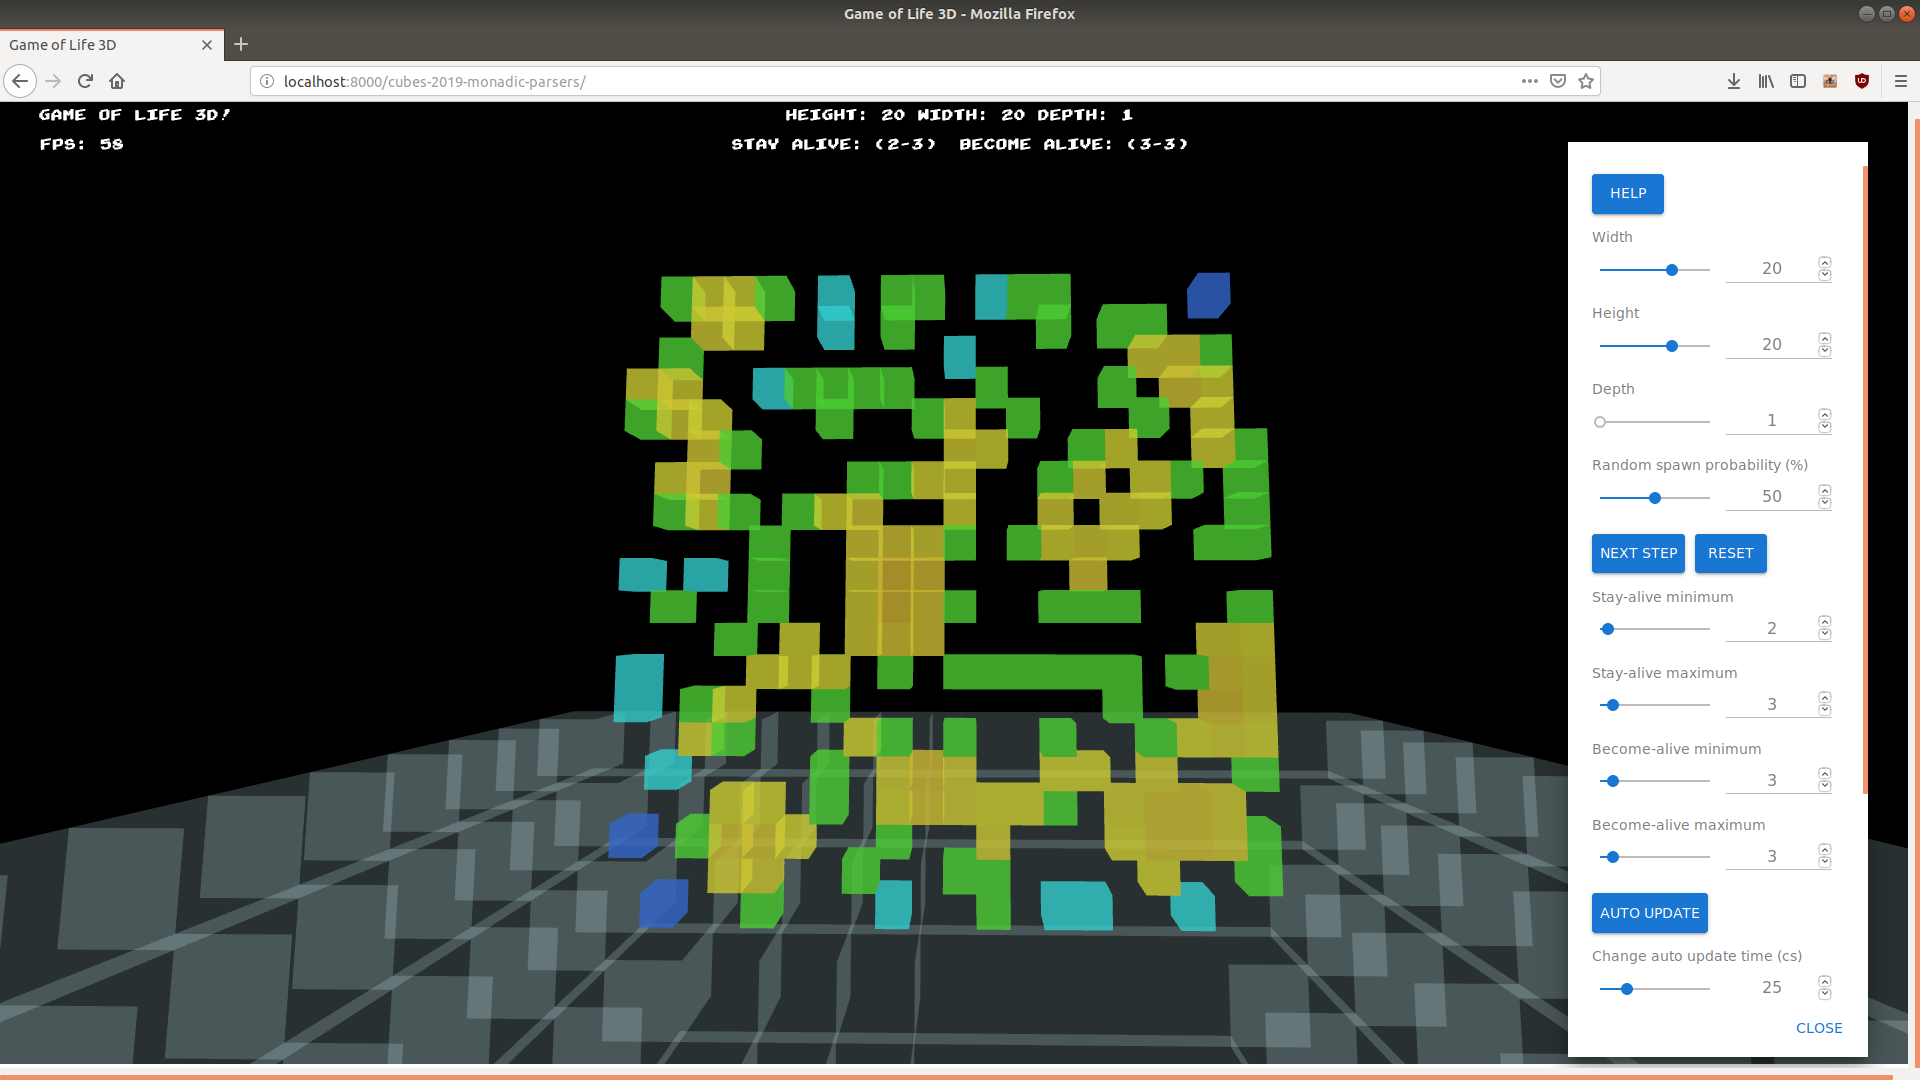 Game of Life 3D - Mozilla Firefox
Game of Life 3D
localhost:8000/cubes-2019-monadic-parsers/
GAME OF LIFE 3D!
HEIGHT: 20 WIDTH: 20 DEPTH: 1
FPS: 58
STAY ALIVE: (2-3) BECOME ALIVE: (3-3)
HELP
Width
20
Height
20
Depth
1
Random spawn probability (%)
50
NEXT STEP RESET
Stay-alive minimum
2
Stay-alive maximum
3
Become-alive minimum
3
Become-alive maximum
3
AUTO UPDATE
Change auto update time (cs)
25
CLOSE